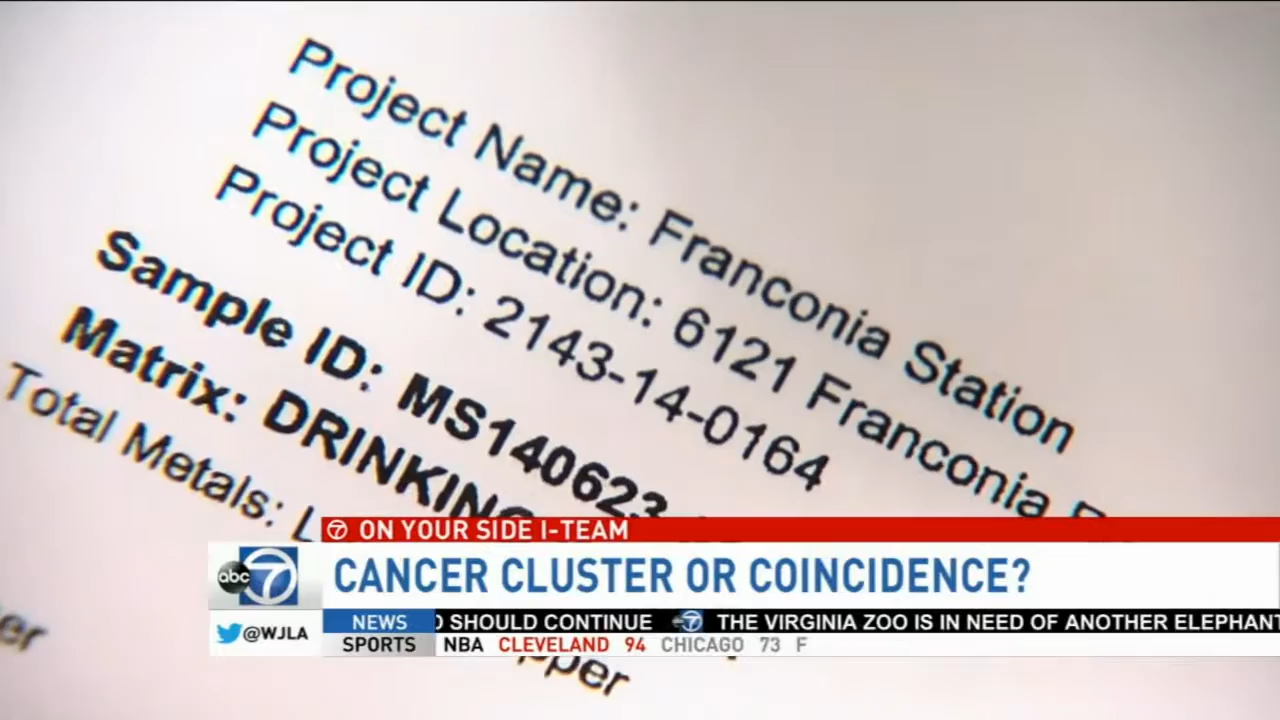 Project Name: Franconia Station
Project Location: 6121 Franconia
Project ID: 2143-14-0164
Sample ID: MS140623
Matrix: DRINKING
Total Metals:
7 ON YOUR SIDE I-TEAM
abc 7
CANCER CLUSTER OR COINCIDENCE?
@WJLA
NEWS SHOULD CONTINUE 7 THE VIRGINIA ZOO IS IN NEED OF ANOTHER ELEPHANT
SPORTS NBA CLEVELAND 94 CHICAGO 73 F